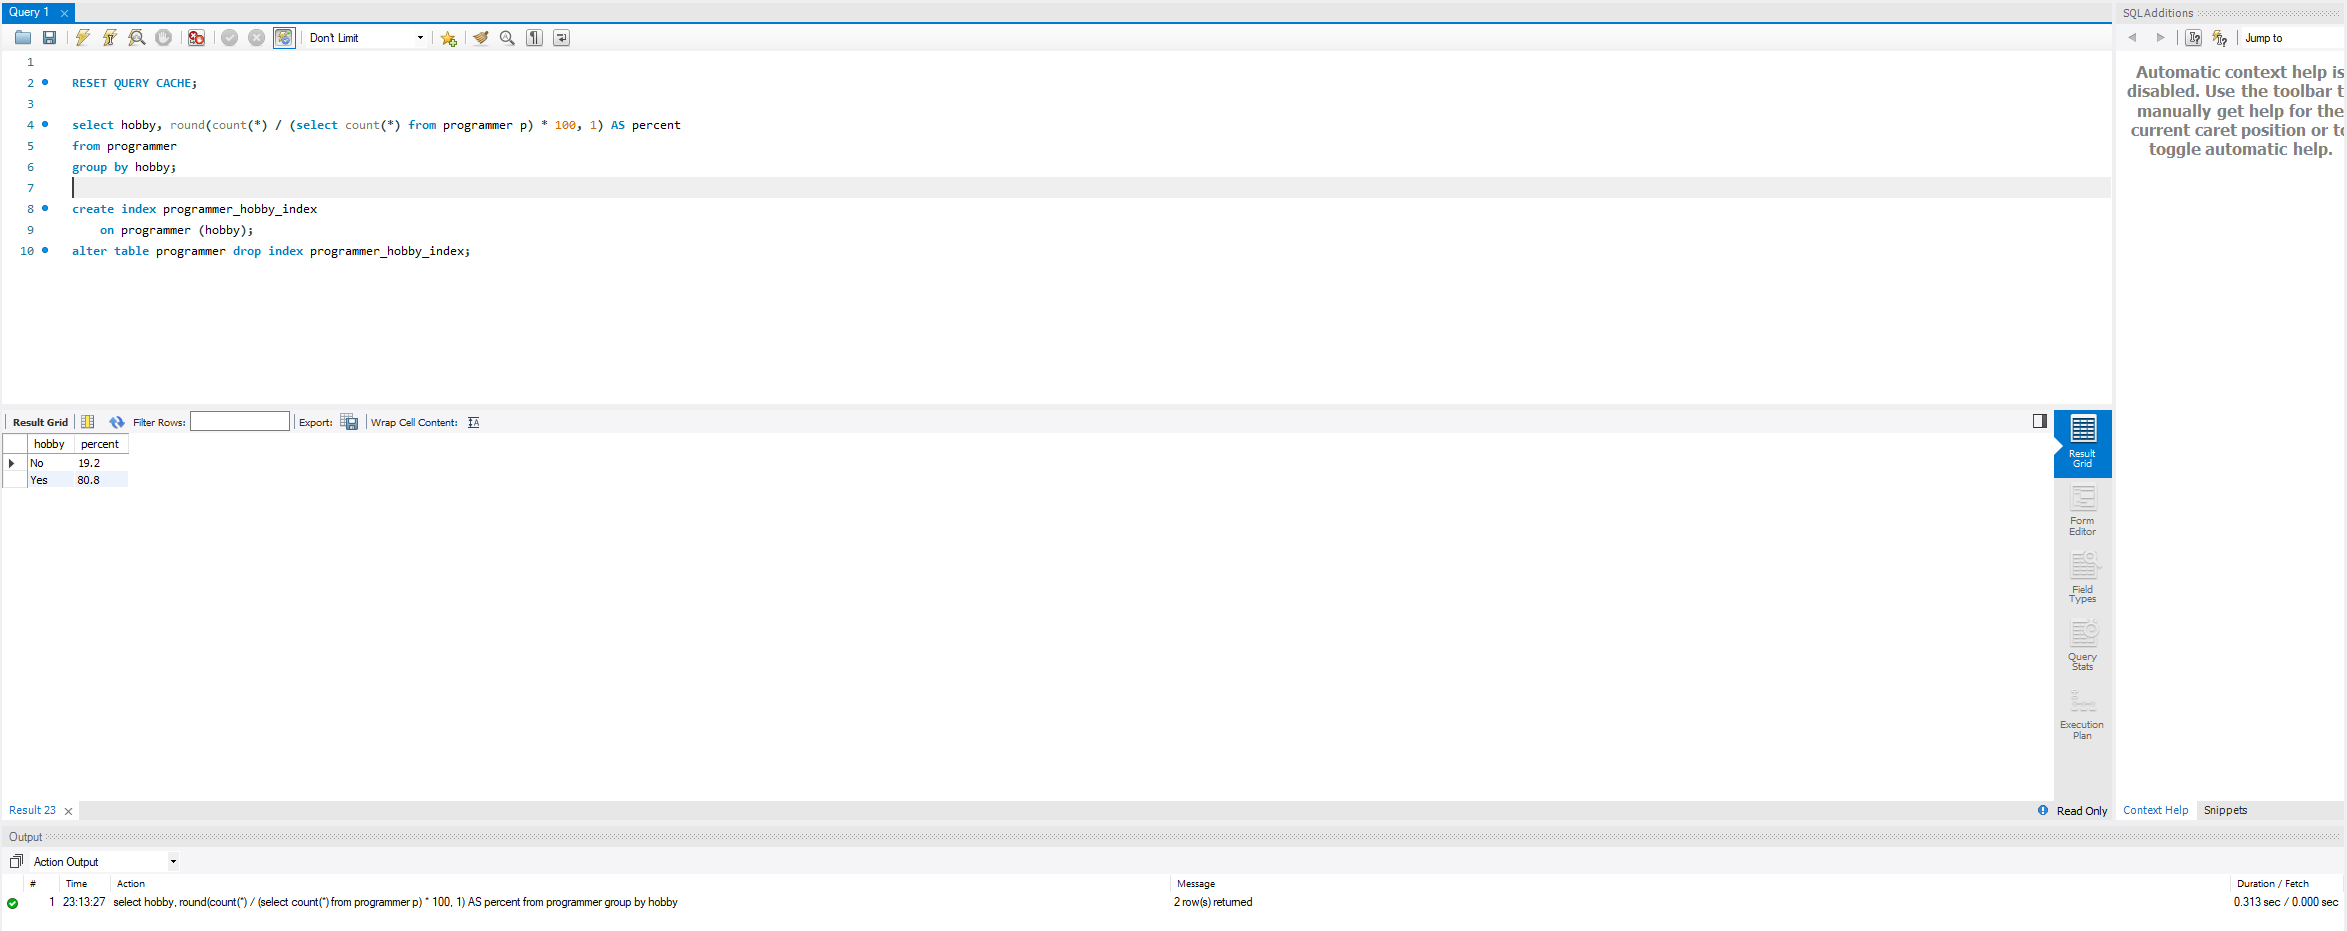 Query 1
SQLAdditions
Don't Limit
Jump to
1
2 RESET QUERY CACHE;
3
4 select hobby, round(count(*) / (select count(*) from programmer p) * 100, 1) AS percent
5 from programmer
6 group by hobby;
7
8 create index programmer_hobby_index
9 on programmer (hobby);
10 alter table programmer drop index programmer_hobby_index;
Automatic context help is
disabled. Use the toolbar t
manually get help for the
current caret position or to
toggle automatic help.
Result Grid Filter Rows: Export: Wrap Cell Content:
hobby percent
No 19.2
Yes 80.8
Result
Grid
Form
Editor
Field
Types
Query
Stats
Execution
Plan
Result 23
Read Only
Context Help Snippets
Output
Action Output
# Time Action Message Duration / Fetch
1 23:13:27 select hobby, round(count(*) / (select count(*) from programmer p) * 100, 1) AS percent from programmer group by hobby 2 row(s) returned 0.313 sec / 0.000 sec